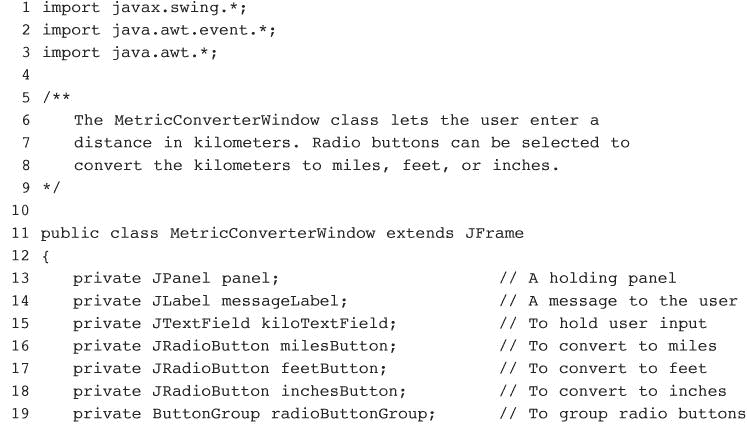 1 import javax.swing.*;
2 import java.awt.event.*;
3 import java.awt.*;
4
5 /**
6    The MetricConverterWindow class lets the user enter a
7    distance in kilometers. Radio buttons can be selected to
8    convert the kilometers to miles, feet, or inches.
9 */
10
11 public class MetricConverterWindow extends JFrame
12 {
13    private JPanel panel;                      // A holding panel
14    private JLabel messageLabel;               // A message to the user
15    private JTextField kiloTextField;          // To hold user input
16    private JRadioButton milesButton;          // To convert to miles
17    private JRadioButton feetButton;           // To convert to feet
18    private JRadioButton inchesButton;         // To convert to inches
19    private ButtonGroup radioButtonGroup;      // To group radio buttons